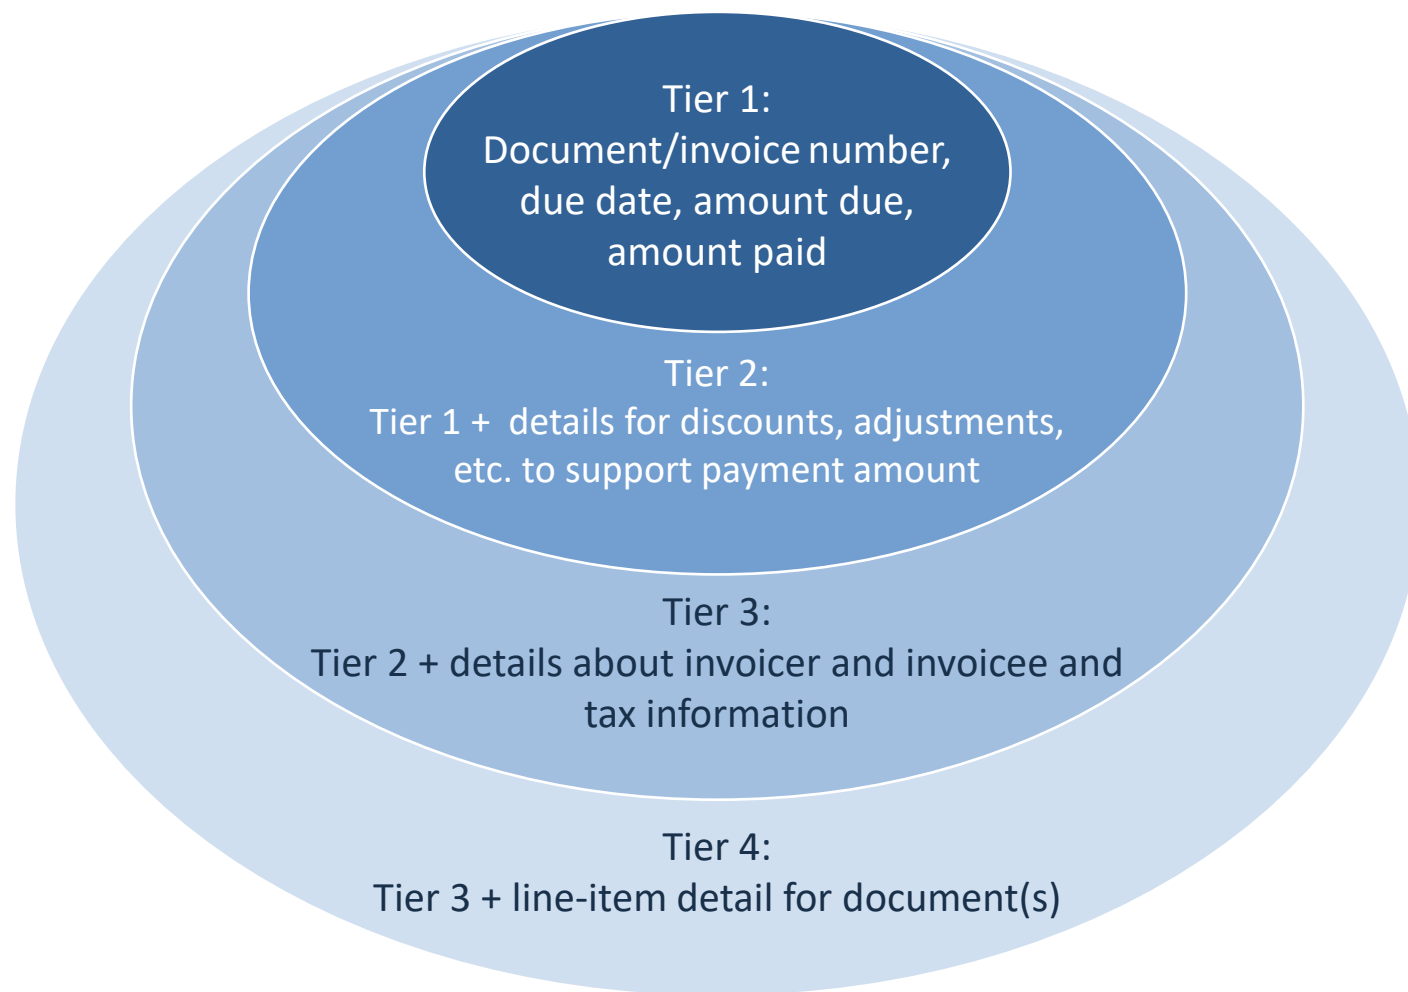 Tier 1:
Document/invoice number,
due date, amount due,
amount paid
Tier 2:
Tier 1 +  details for discounts, adjustments,
etc. to support payment amount
Tier 3:
Tier 2 + details about invoicer and invoicee and
tax information
Tier 4:
Tier 3 + line-item detail for document(s)